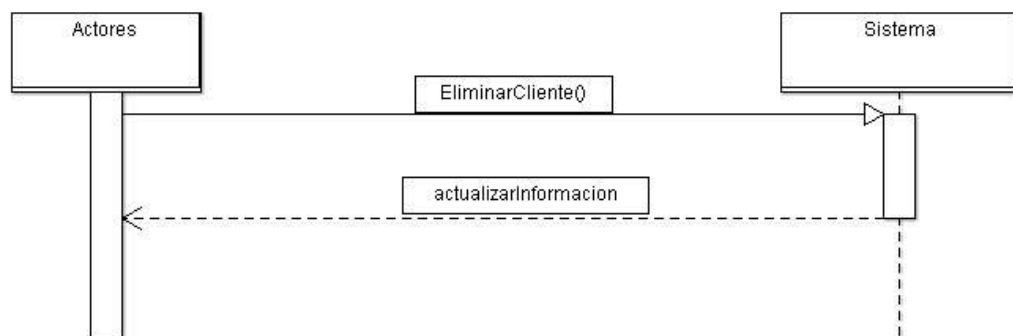 Actores
Sistema
EliminarCliente()
actualizarInformacion